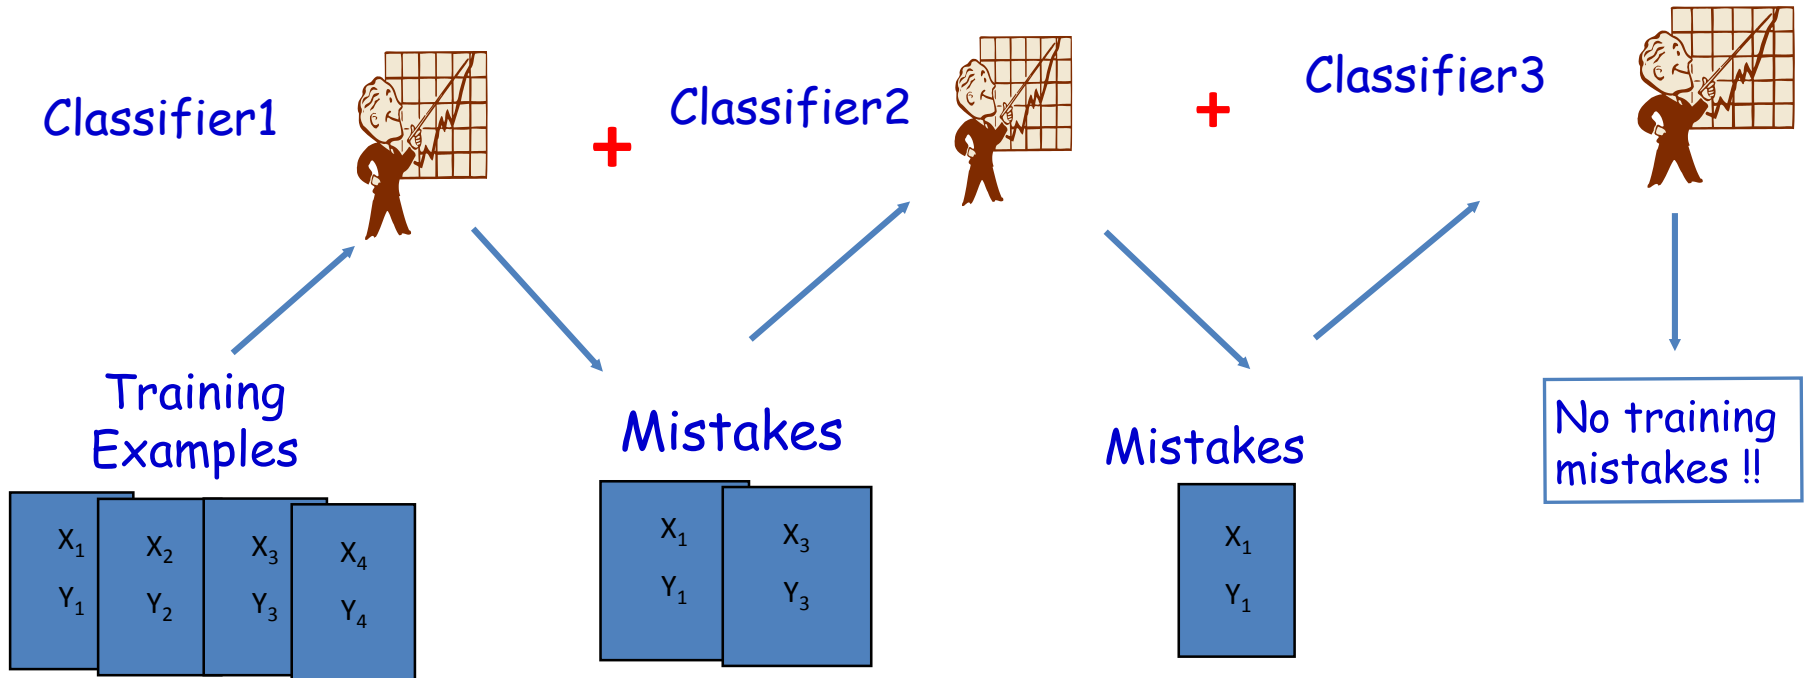 Classifier1
+
Classifier2
+
Classifier3
Training
Examples
Mistakes
Mistakes
No training
mistakes !!
X₁
Y₁
X₂
Y₂
X₃
Y₃
X₄
Y₄
X₁
Y₁
X₃
Y₃
X₁
Y₁